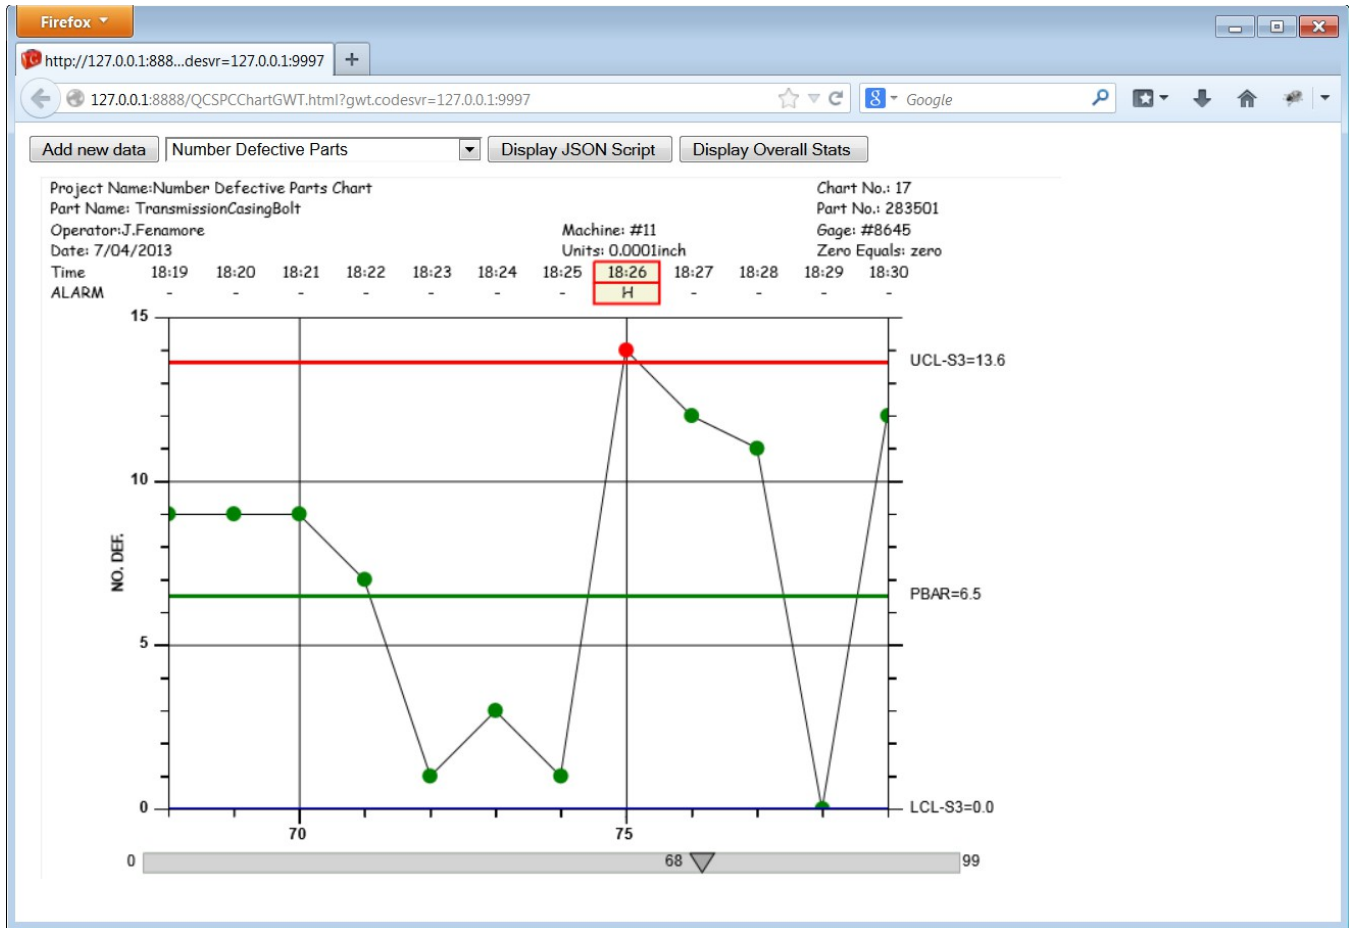 Firefox
http://127.0.0.1:888...desvr=127.0.0.1:9997 +
127.0.0.1:8888/QCSPCChartGWT.html?gwt.codesvr=127.0.0.1:9997 8 Google
Add new data Number Defective Parts Display JSON Script Display Overall Stats
Project Name:Number Defective Parts Chart Chart No.: 17
Part Name: TransmissionCasingBolt Part No.: 283501
Operator:J.Fenamore Machine: #11 Gage: #8645
Date: 7/04/2013 Units: 0.0001inch Zero Equals: zero
Time 18:19 18:20 18:21 18:22 18:23 18:24 18:25 18:26 18:27 18:28 18:29 18:30
ALARM - - - - - - - H - - - -
15
UCL-S3=13.6
10
NO. DEF.
PBAR=6.5
5
0 LCL-S3=0.0
70 75
0 68 99